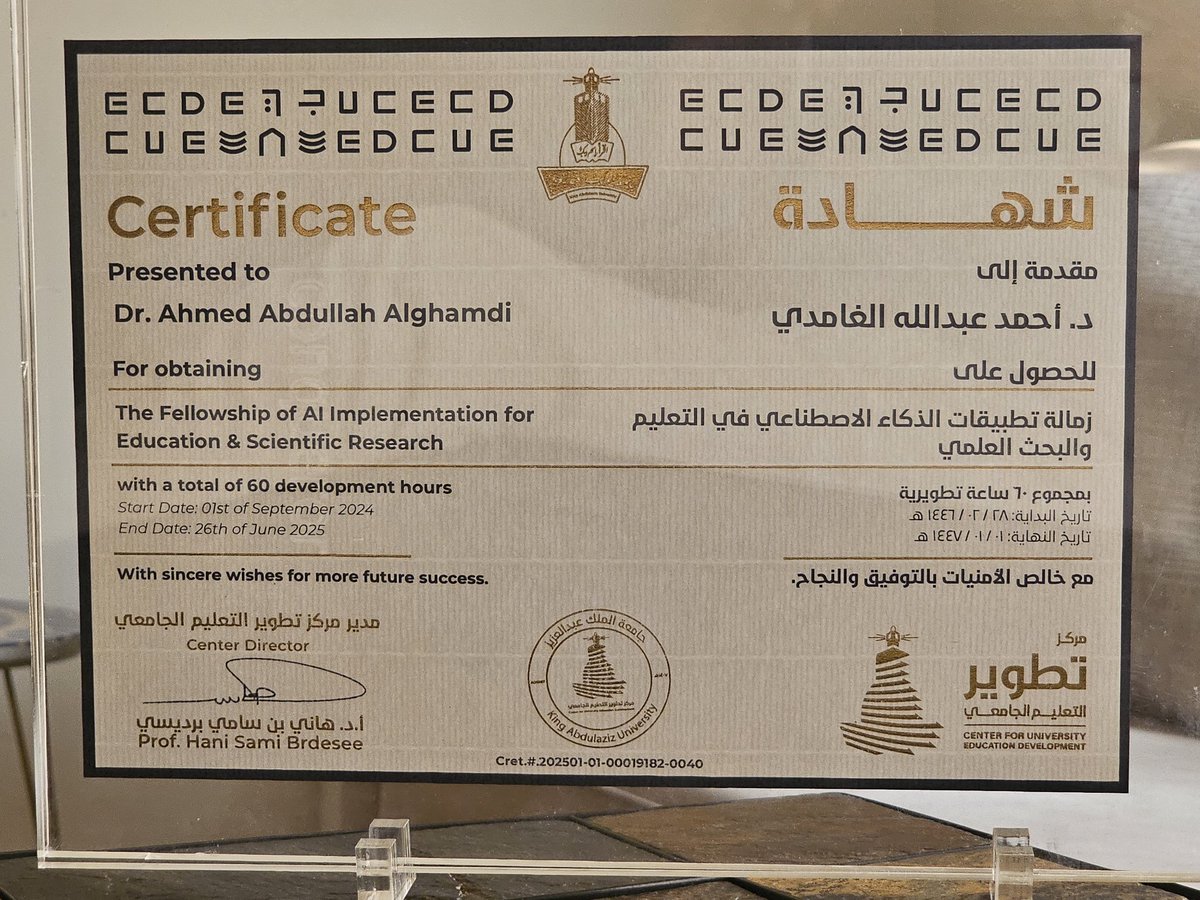 Certificate
Presented to
Dr. Ahmed Abdullah Alghamdi
For obtaining
The Fellowship of AI Implementation for
Education & Scientific Research
with a total of 60 development hours
Start Date: 01st of September 2024
End Date: 26th of June 2025
With sincere wishes for more future success.
شهـــادة
مقدمة إلى
د. أحمد عبدالله الغامدي
للحصول على
زمالة تطبيقات الذكاء الاصطناعي في التعليم
والبحث العلمي
بمجموع ٦٠ ساعة تطويرية
تاريخ البداية: ٢٨ / ٠٢ / ١٤٤٦ هـ
تاريخ النهاية: ٠١ / ٠١ / ١٤٤٧ هـ
مع خالص الأمنيات بالتوفيق والنجاح.
مدير مركز تطوير التعليم الجامعي
Center Director
أ.د. هاني بن سامي برديسي
Prof. Hani Sami Brdesee
جامعة الملك عبدالعزيز
مركز تطوير التعليم الجامعي
King Abdulaziz University
Cret.#.202501-01-00019182-0040
مركز
تطوير
التعليم الجامعي
CENTER FOR UNIVERSITY
EDUCATION DEVELOPMENT